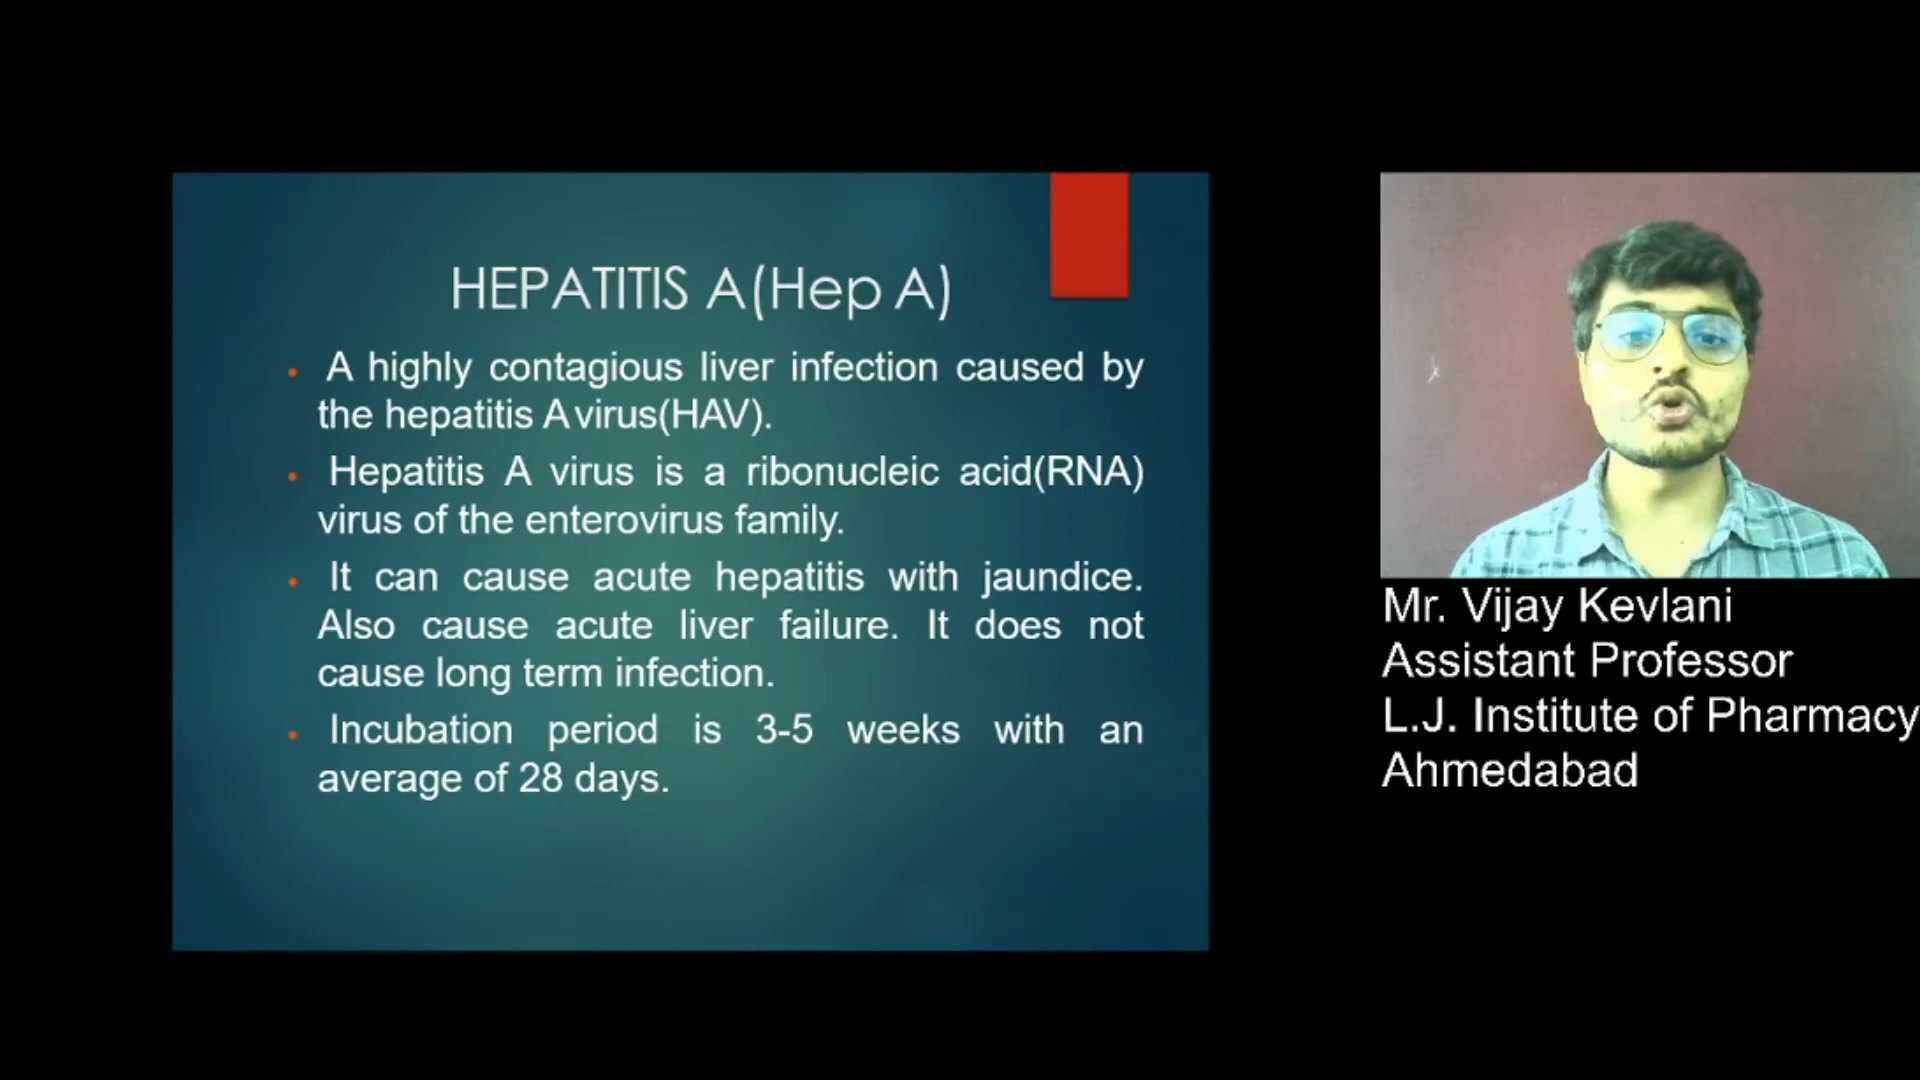 HEPATITIS A(Hep A)
• A highly contagious liver infection caused by
the hepatitis A virus(HAV).
• Hepatitis A virus is a ribonucleic acid(RNA)
virus of the enterovirus family.
• It can cause acute hepatitis with jaundice.
Also cause acute liver failure. It does not
cause long term infection.
• Incubation period is 3-5 weeks with an
average of 28 days.
Mr. Vijay Kevlani
Assistant Professor
L.J. Institute of Pharmacy
Ahmedabad